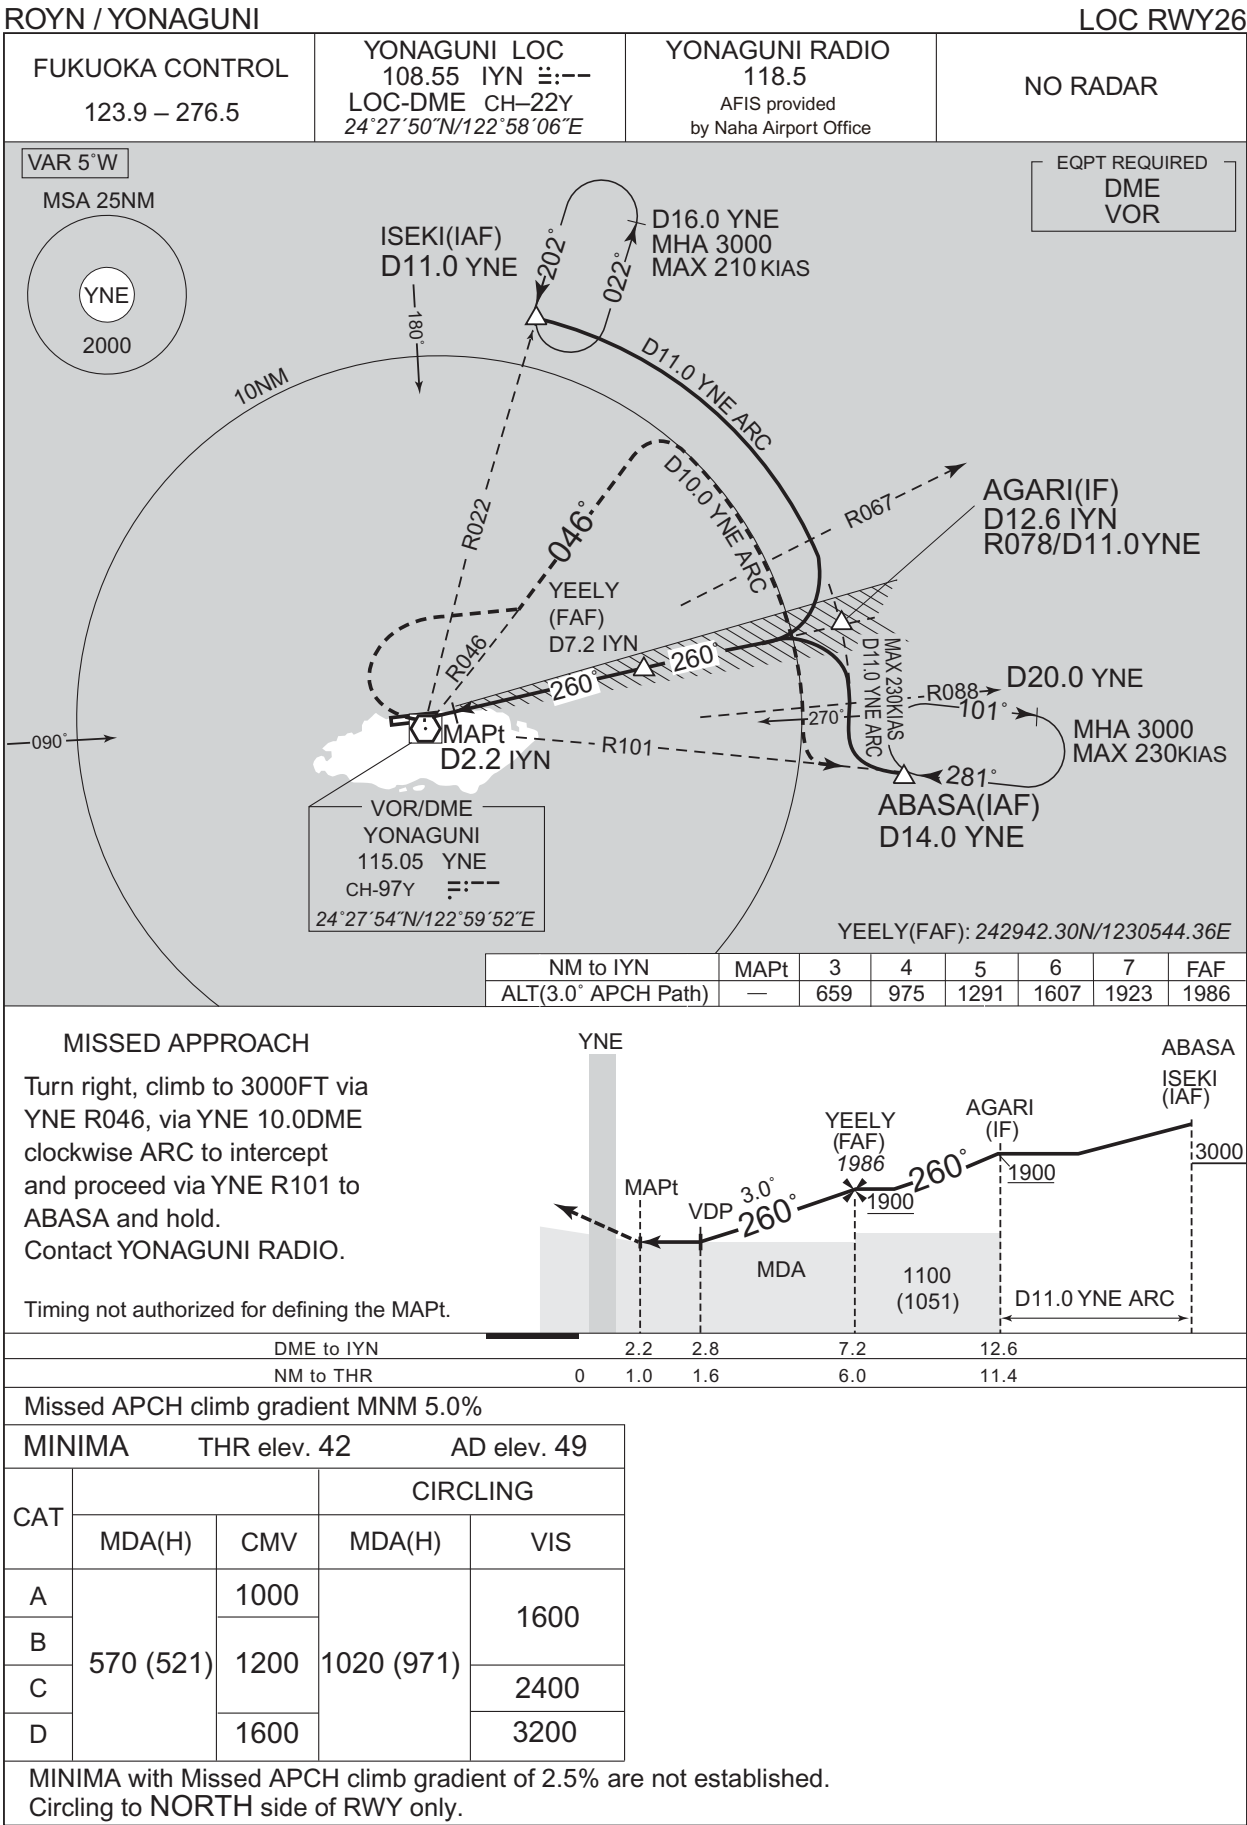 ROYN / YONAGUNI
LOC RWY26
FUKUOKA CONTROL
123.9 – 276.5
YONAGUNI LOC
108.55 IYN
LOC-DME CH–22Y
24°27´50˝N/122°58´06˝E
YONAGUNI RADIO
118.5
AFIS provided
by Naha Airport Office
NO RADAR
VAR 5°W
MSA 25NM
YNE
2000
EQPT REQUIRED
DME
VOR
ISEKI(IAF)
D11.0 YNE
180°
202°
022°
D16.0 YNE
MHA 3000
MAX 210 KIAS
10NM
D11.0 YNE ARC
D10.0 YNE ARC
R022
046°
R046
R067
AGARI(IF)
D12.6 IYN
R078/D11.0YNE
YEELY
(FAF)
D7.2 IYN
260°
260°
MAX 230KIAS
D11.0 YNE ARC
R088
D20.0 YNE
101°
270°
MHA 3000
MAX 230KIAS
281°
090°
MAPt
D2.2 IYN
R101
ABASA(IAF)
D14.0 YNE
VOR/DME
YONAGUNI
115.05 YNE
CH-97Y
24°27´54˝N/122°59´52˝E
YEELY(FAF): 242942.30N/1230544.36E
NM to IYN MAPt 3 4 5 6 7 FAF
ALT(3.0° APCH Path) — 659 975 1291 1607 1923 1986
MISSED APPROACH
Turn right, climb to 3000FT via
YNE R046, via YNE 10.0DME
clockwise ARC to intercept
and proceed via YNE R101 to
ABASA and hold.
Contact YONAGUNI RADIO.
Timing not authorized for defining the MAPt.
YNE
MAPt
VDP
3.0°
260°
YEELY
(FAF)
1986
1900
260°
AGARI
(IF)
1900
ABASA
ISEKI
(IAF)
3000
MDA
1100
(1051)
D11.0 YNE ARC
DME to IYN 2.2 2.8 7.2 12.6
NM to THR 0 1.0 1.6 6.0 11.4
Missed APCH climb gradient MNM 5.0%
MINIMA THR elev. 42 AD elev. 49
CAT
CIRCLING
MDA(H) CMV MDA(H) VIS
A 1000
1600
B
570 (521) 1200 1020 (971)
C 2400
D 1600 3200
MINIMA with Missed APCH climb gradient of 2.5% are not established.
Circling to NORTH side of RWY only.